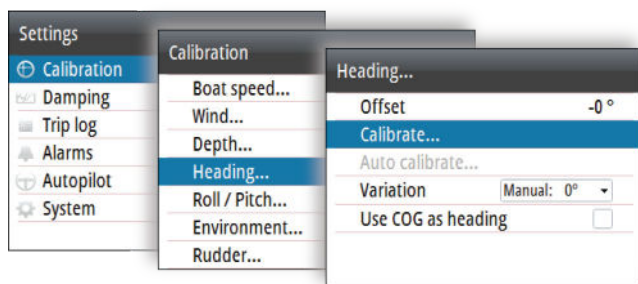 Settings
Calibration
Damping
Trip log
Alarms
Autopilot
System
Calibration
Boat speed...
Wind...
Depth...
Heading...
Roll / Pitch...
Environment...
Rudder...
Heading...
Offset -0 °
Calibrate...
Auto calibrate...
Variation Manual: 0°
Use COG as heading